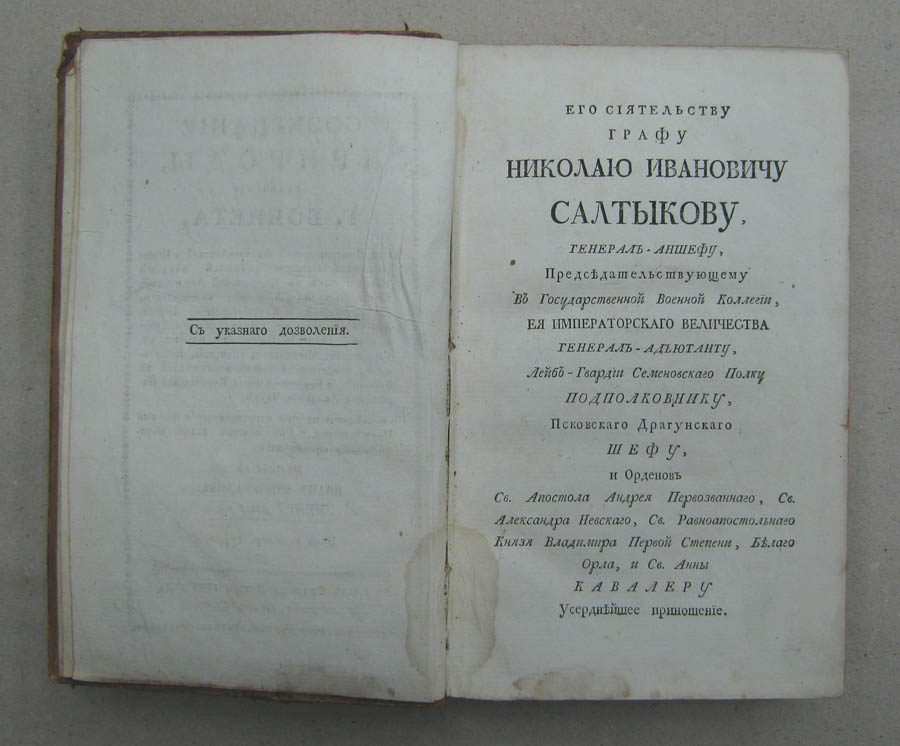 Съ указнаго дозволенія.
ЕГО СІЯТЕЛЬСТВУ
ГРАФУ
НИКОЛАЮ ИВАНОВИЧУ
САЛТЫКОВУ,
ГЕНЕРАЛЪ-АНШЕФУ,
Предсѣдательствующему
Въ Государственной Военной Коллегіи,
ЕЯ ИМПЕРАТОРСКАГО ВЕЛИЧЕСТВА
ГЕНЕРАЛЪ-АДЪЮТАНТУ,
Лейбъ-Гвардіи Семеновскаго Полку
ПОДПОЛКОВНИКУ,
Псковскаго Драгунскаго
ШЕФУ,
и Орденовъ
Св. Апостола Андрея Первозваннаго, Св.
Александра Невскаго, Св. Равноапостольнаго
Князя Владимира Первой Степени, Бѣлаго
Орла, и Св. Анны
КАВАЛЕРУ
Усерднѣйшее приношеніе.